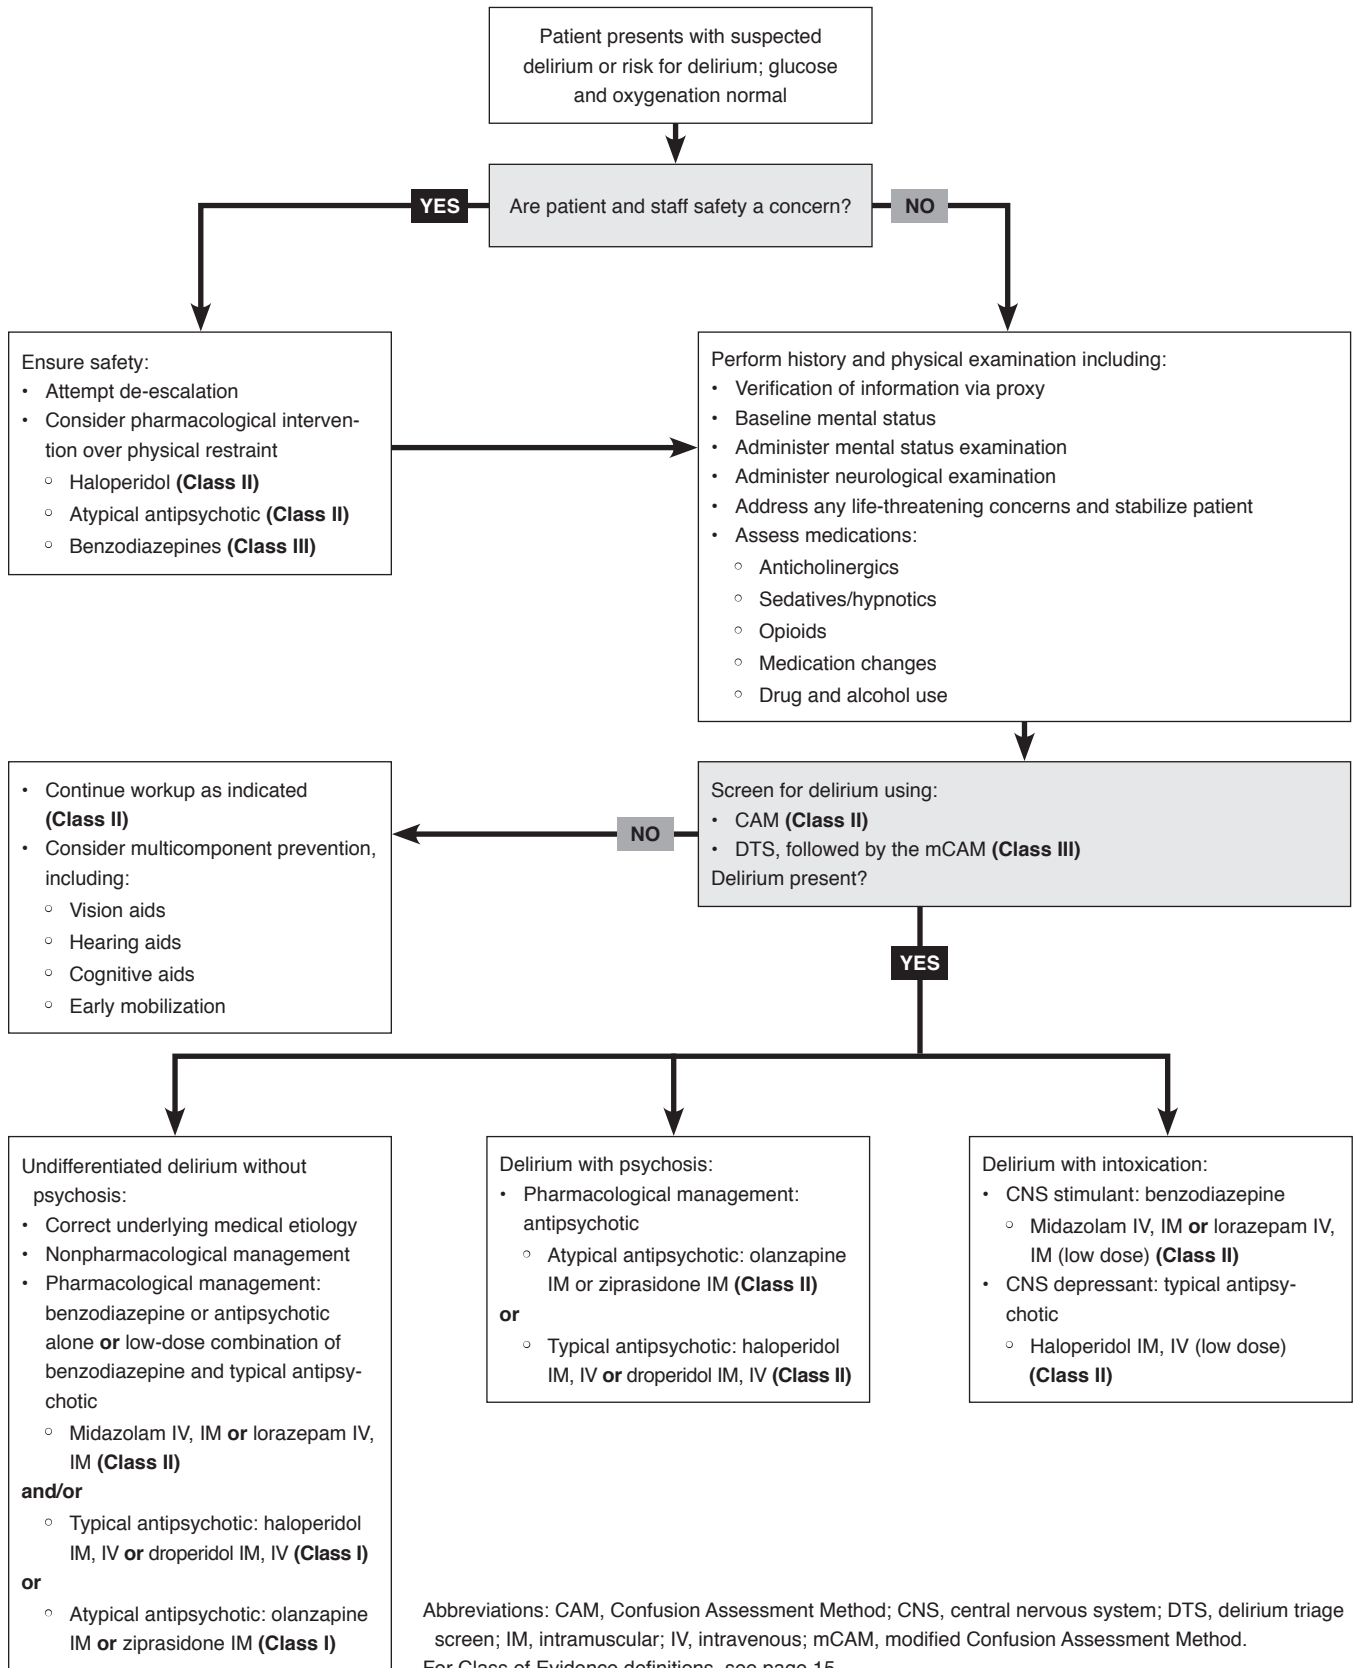 Patient presents with suspected
delirium or risk for delirium; glucose
and oxygenation normal
Are patient and staff safety a concern?
YES
NO
Ensure safety:
• Attempt de-escalation
• Consider pharmacological interven-
tion over physical restraint
○ Haloperidol (Class II)
○ Atypical antipsychotic (Class II)
○ Benzodiazepines (Class III)
Perform history and physical examination including:
• Verification of information via proxy
• Baseline mental status
• Administer mental status examination
• Administer neurological examination
• Address any life-threatening concerns and stabilize patient
• Assess medications:
○ Anticholinergics
○ Sedatives/hypnotics
○ Opioids
○ Medication changes
○ Drug and alcohol use
Screen for delirium using:
• CAM (Class II)
• DTS, followed by the mCAM (Class III)
Delirium present?
NO
• Continue workup as indicated
(Class II)
• Consider multicomponent prevention,
including:
○ Vision aids
○ Hearing aids
○ Cognitive aids
○ Early mobilization
YES
Undifferentiated delirium without
psychosis:
• Correct underlying medical etiology
• Nonpharmacological management
• Pharmacological management:
benzodiazepine or antipsychotic
alone or low-dose combination of
benzodiazepine and typical antipsy-
chotic
○ Midazolam IV, IM or lorazepam IV,
IM (Class II)
and/or
○ Typical antipsychotic: haloperidol
IM, IV or droperidol IM, IV (Class I)
or
○ Atypical antipsychotic: olanzapine
IM or ziprasidone IM (Class I)
Delirium with psychosis:
• Pharmacological management:
antipsychotic
○ Atypical antipsychotic: olanzapine
IM or ziprasidone IM (Class II)
or
○ Typical antipsychotic: haloperidol
IM, IV or droperidol IM, IV (Class II)
Delirium with intoxication:
• CNS stimulant: benzodiazepine
○ Midazolam IV, IM or lorazepam IV,
IM (low dose) (Class II)
• CNS depressant: typical antipsy-
chotic
○ Haloperidol IM, IV (low dose)
(Class II)
Abbreviations: CAM, Confusion Assessment Method; CNS, central nervous system; DTS, delirium triage
screen; IM, intramuscular; IV, intravenous; mCAM, modified Confusion Assessment Method.
For Class of Evidence definitions, see page 15.